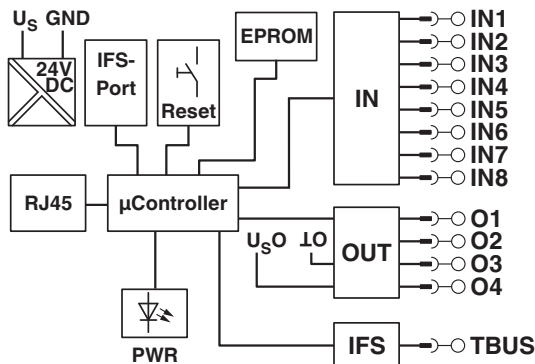 US GND
24V
DC
IFS-
Port
Reset
EPROM
IN
IN1
IN2
IN3
IN4
IN5
IN6
IN7
IN8
RJ45
µController
USO
OT
OUT
O1
O2
O3
O4
PWR
IFS
TBUS